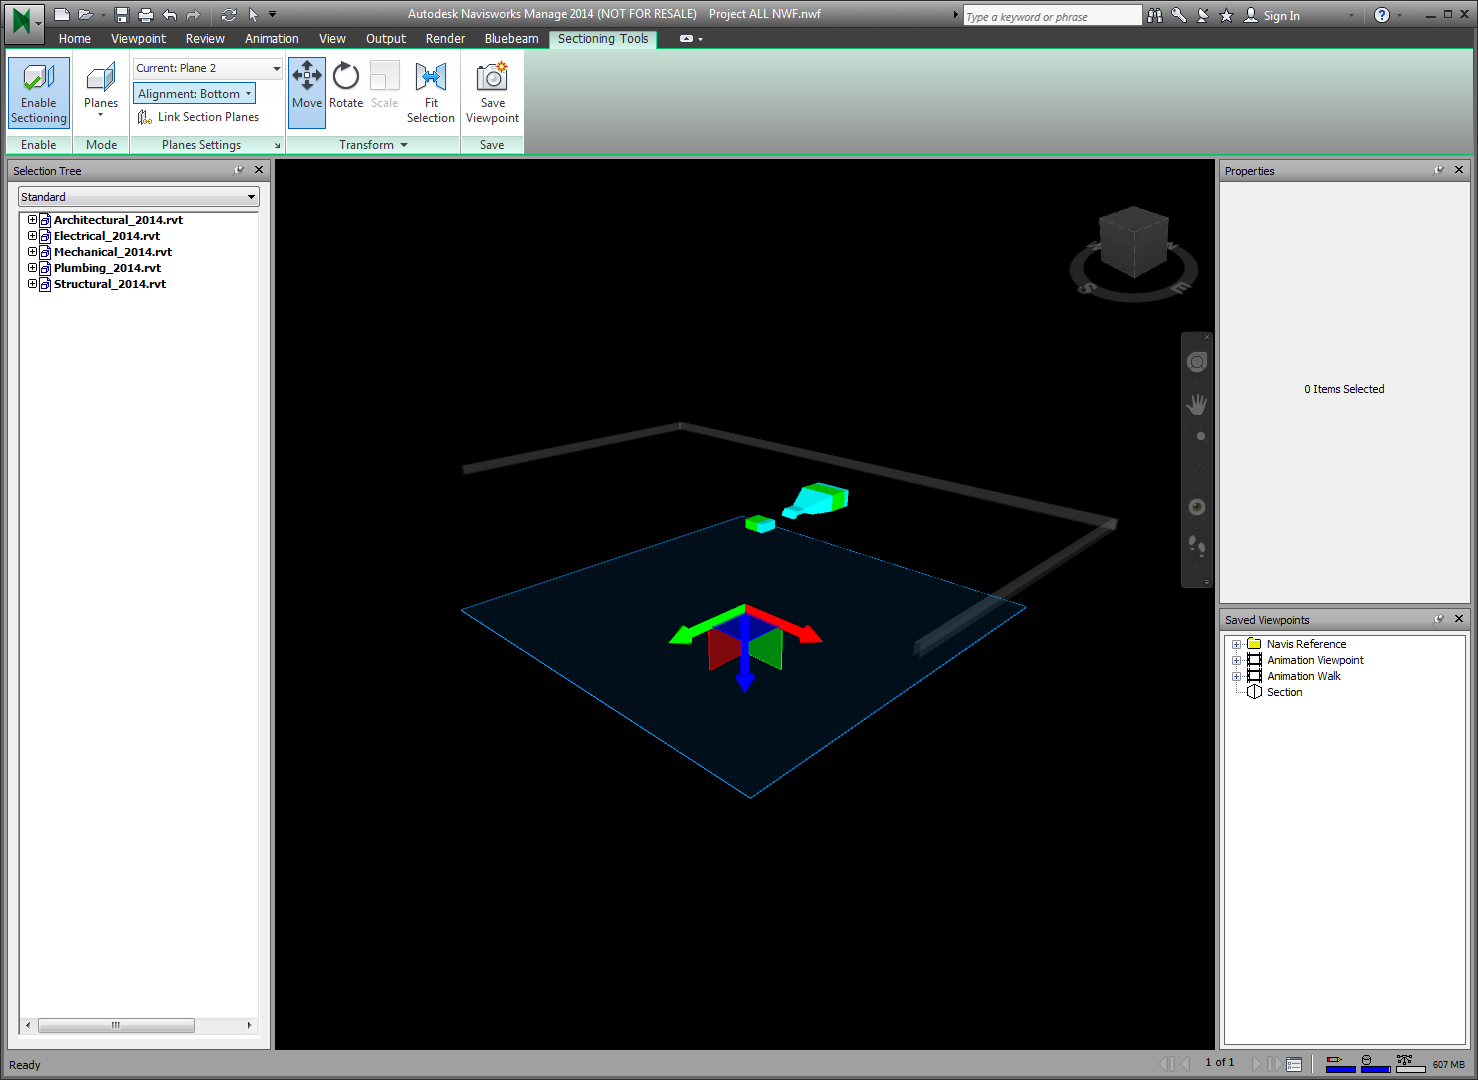 Autodesk Navisworks Manage 2014 (NOT FOR RESALE) Project ALL NWF.nwf
Type a keyword or phrase
Sign In
Home Viewpoint Review Animation View Output Render Bluebeam Sectioning Tools
Enable Sectioning
Planes
Current: Plane 2
Alignment: Bottom
Link Section Planes
Move
Rotate
Scale
Fit Selection
Save Viewpoint
Enable Mode Planes Settings Transform Save
Selection Tree
Standard
Architectural_2014.rvt
Electrical_2014.rvt
Mechanical_2014.rvt
Plumbing_2014.rvt
Structural_2014.rvt
N
S
E
Properties
0 Items Selected
Saved Viewpoints
Navis Reference
Animation Viewpoint
Animation Walk
Section
Ready
1 of 1
607 MB